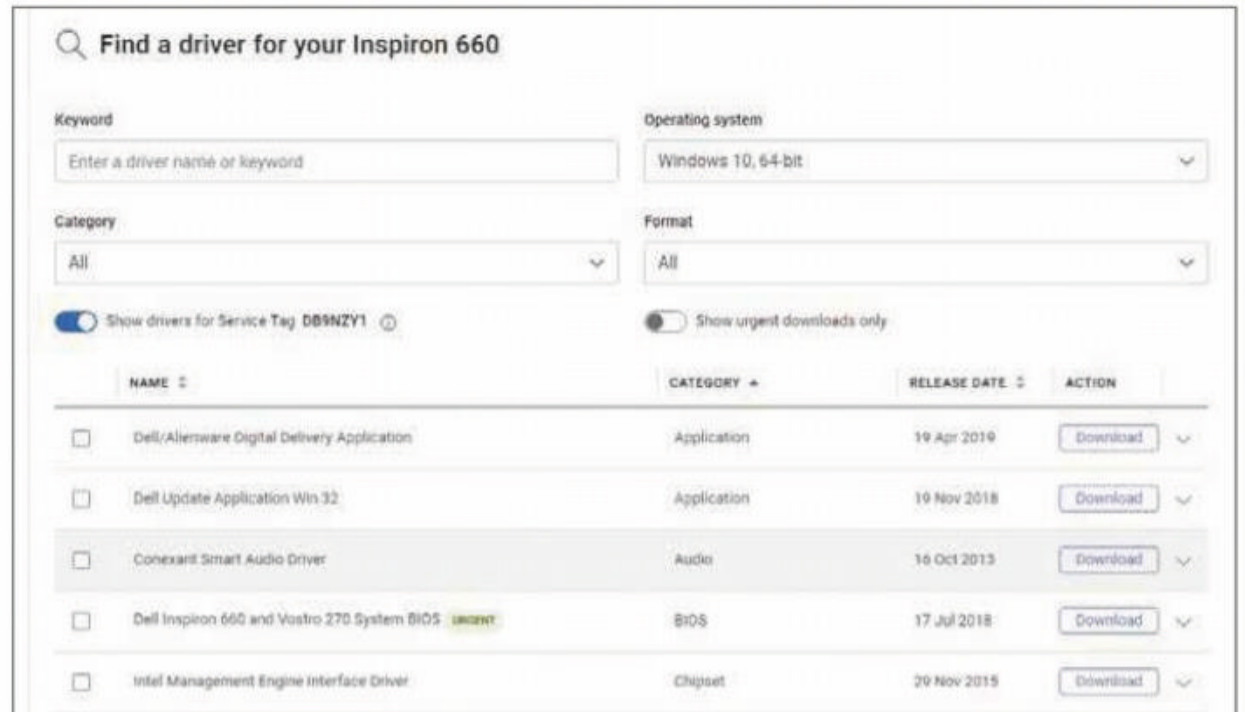 Find a driver for your Inspiron 660
Keyword Operating system
Enter a driver name or keyword Windows 10, 64-bit
Category Format
All All
Show drivers for Service Tag DB9NZY1 Show urgent downloads only
NAME CATEGORY RELEASE DATE ACTION
Dell/Alienware Digital Delivery Application Application 19 Apr 2019 Download
Dell Update Application Win 32 Application 19 Nov 2018 Download
Conexant Smart Audio Driver Audio 16 Oct 2013 Download
Dell Inspiron 660 and Vostro 270 System BIOS URGENT BIOS 17 Jul 2018 Download
Intel Management Engine Interface Driver Chipset 29 Nov 2015 Download